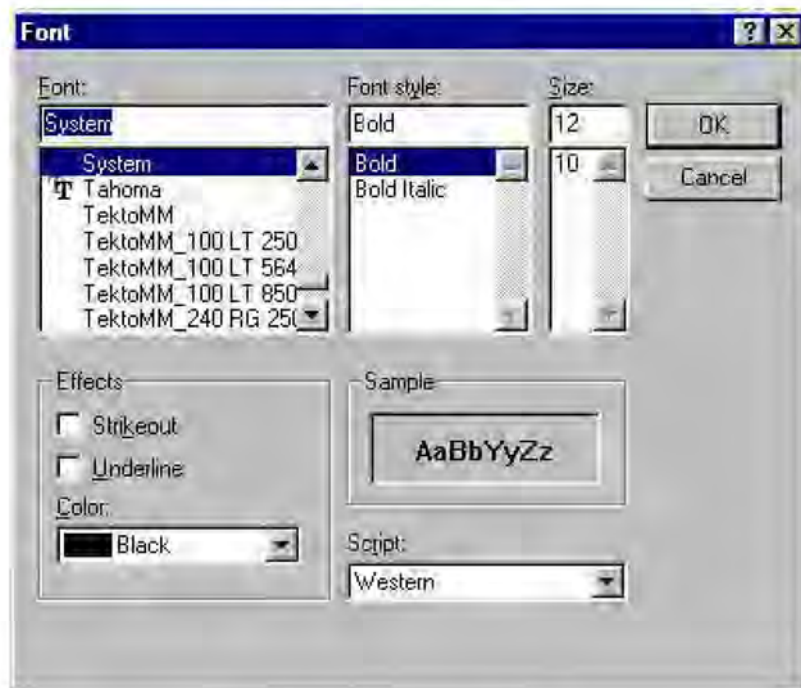 Font
Font:
System
System
Tahoma
TektoMM
TektoMM_100 LT 250
TektoMM_100 LT 564
TektoMM_100 LT 850
TektoMM_240 RG 250
Font style:
Bold
Bold
Bold Italic
Size:
12
10
OK
Cancel
Effects
Strikeout
Underline
Color:
Black
Sample
AaBbYyZz
Script:
Western